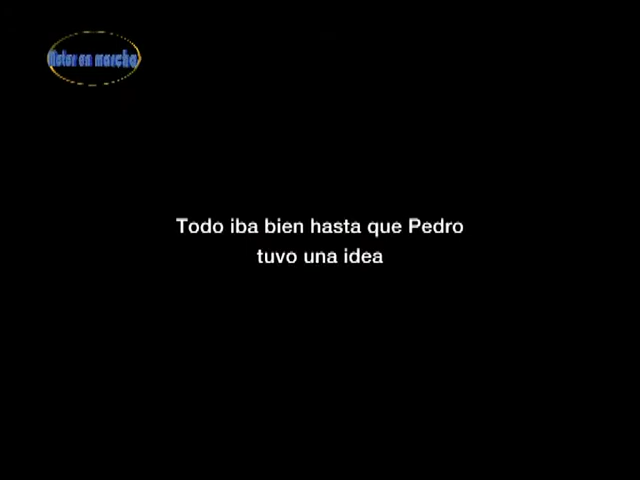 Motor en marcha
Todo iba bien hasta que Pedro
tuvo una idea